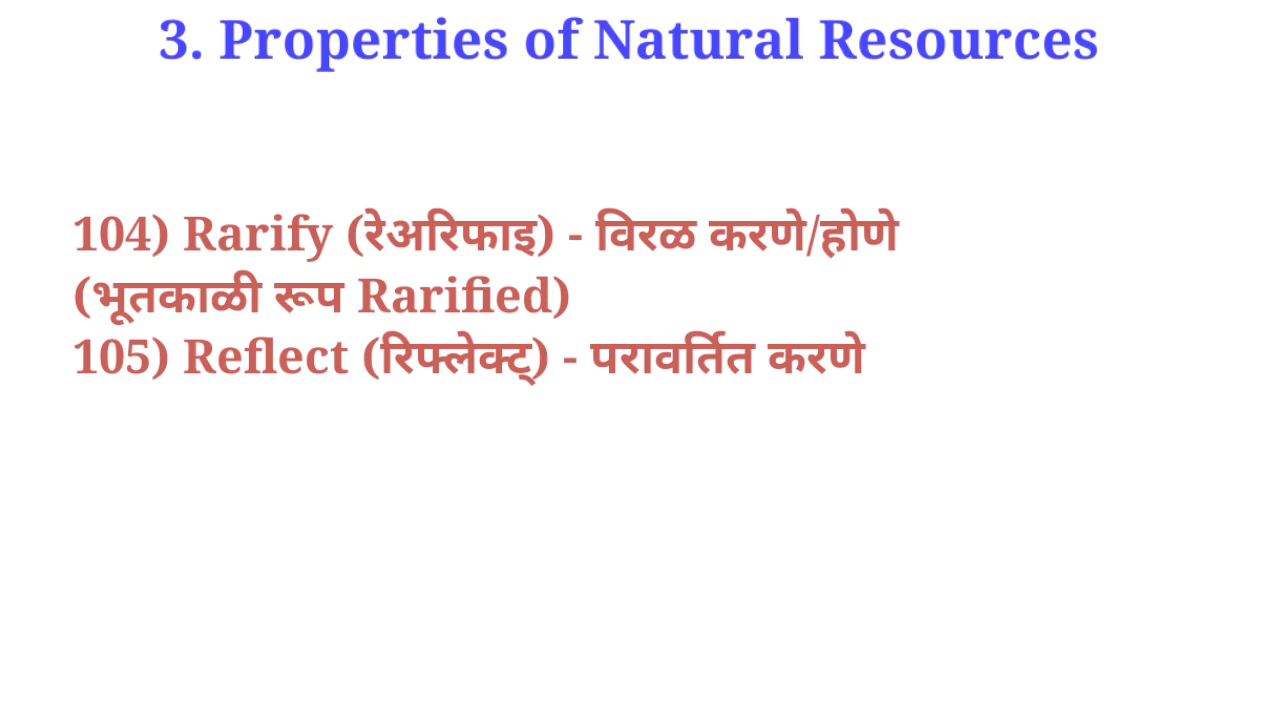 3. Properties of Natural Resources
104) Rarify (रेअरिफाइ) - विरळ करणे/होणे
(भूतकाळी रूप Rarified)
105) Reflect (रिफ्लेक्ट्) - परावर्तित करणे